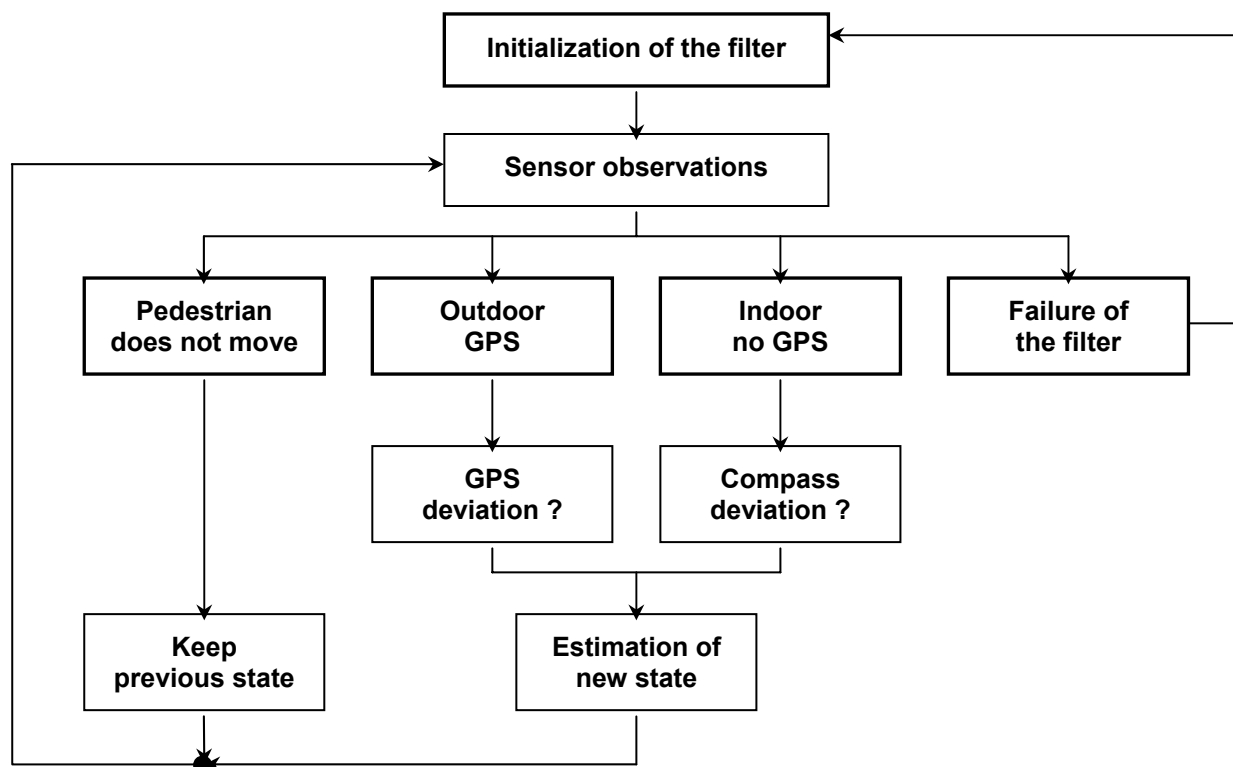 Initialization of the filter
Sensor observations
Pedestrian
does not move
Outdoor
GPS
Indoor
no GPS
Failure of
the filter
GPS
deviation ?
Compass
deviation ?
Keep
previous state
Estimation of
new state